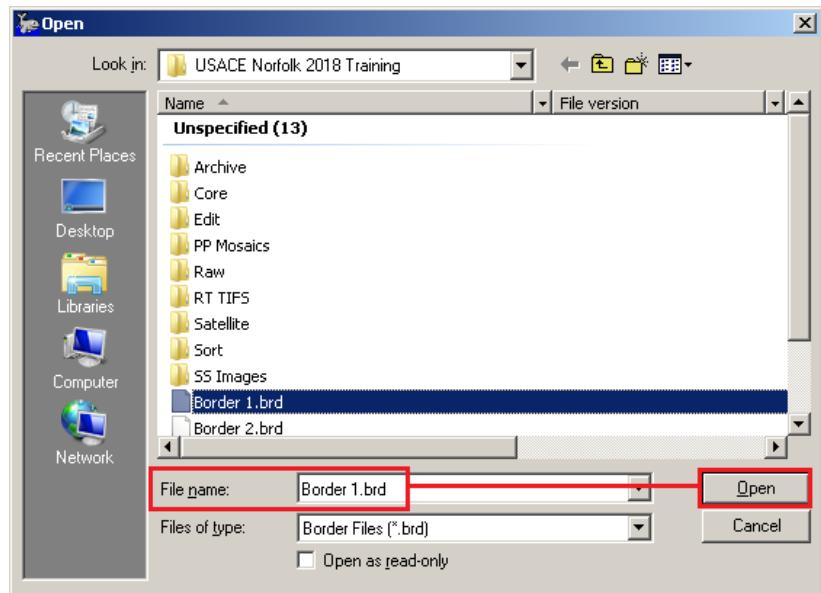 Open
Look in: USACE Norfolk 2018 Training
Name File version
Unspecified (13)
Archive
Core
Edit
PP Mosaics
Raw
RT TIFS
Satellite
Sort
SS Images
Border 1.brd
Border 2.brd
Recent Places
Desktop
Libraries
Computer
Network
File name: Border 1.brd Open
Files of type: Border Files (*.brd) Cancel
Open as read-only